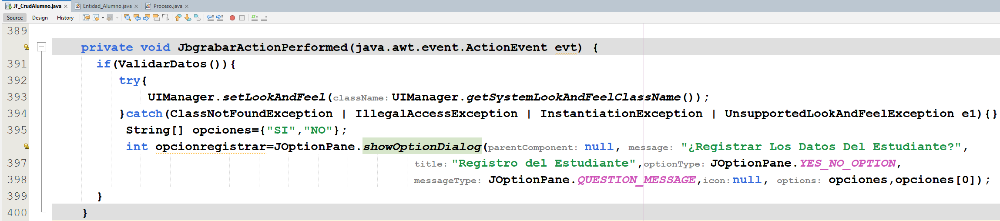 JF_CrudAlumno.java Entidad_Alumno.java Proceso.java
Source Design History
389
private void JbgrabarActionPerformed(java.awt.event.ActionEvent evt) {
391 if(ValidarDatos()){
392 try{
393 UIManager.setLookAndFeel(className: UIManager.getSystemLookAndFeelClassName());
394 }catch(ClassNotFoundException | IllegalAccessException | InstantiationException | UnsupportedLookAndFeelException e1){}
395 String[] opciones={"SI","NO"};
int opcionregistrar=JOptionPane.showOptionDialog(parentComponent: null, message: "¿Registrar Los Datos Del Estudiante?",
397 title: "Registro del Estudiante",optionType: JOptionPane.YES_NO_OPTION,
398 messageType: JOptionPane.QUESTION_MESSAGE,icon: null, options: opciones,opciones[0]);
399 }
400 }